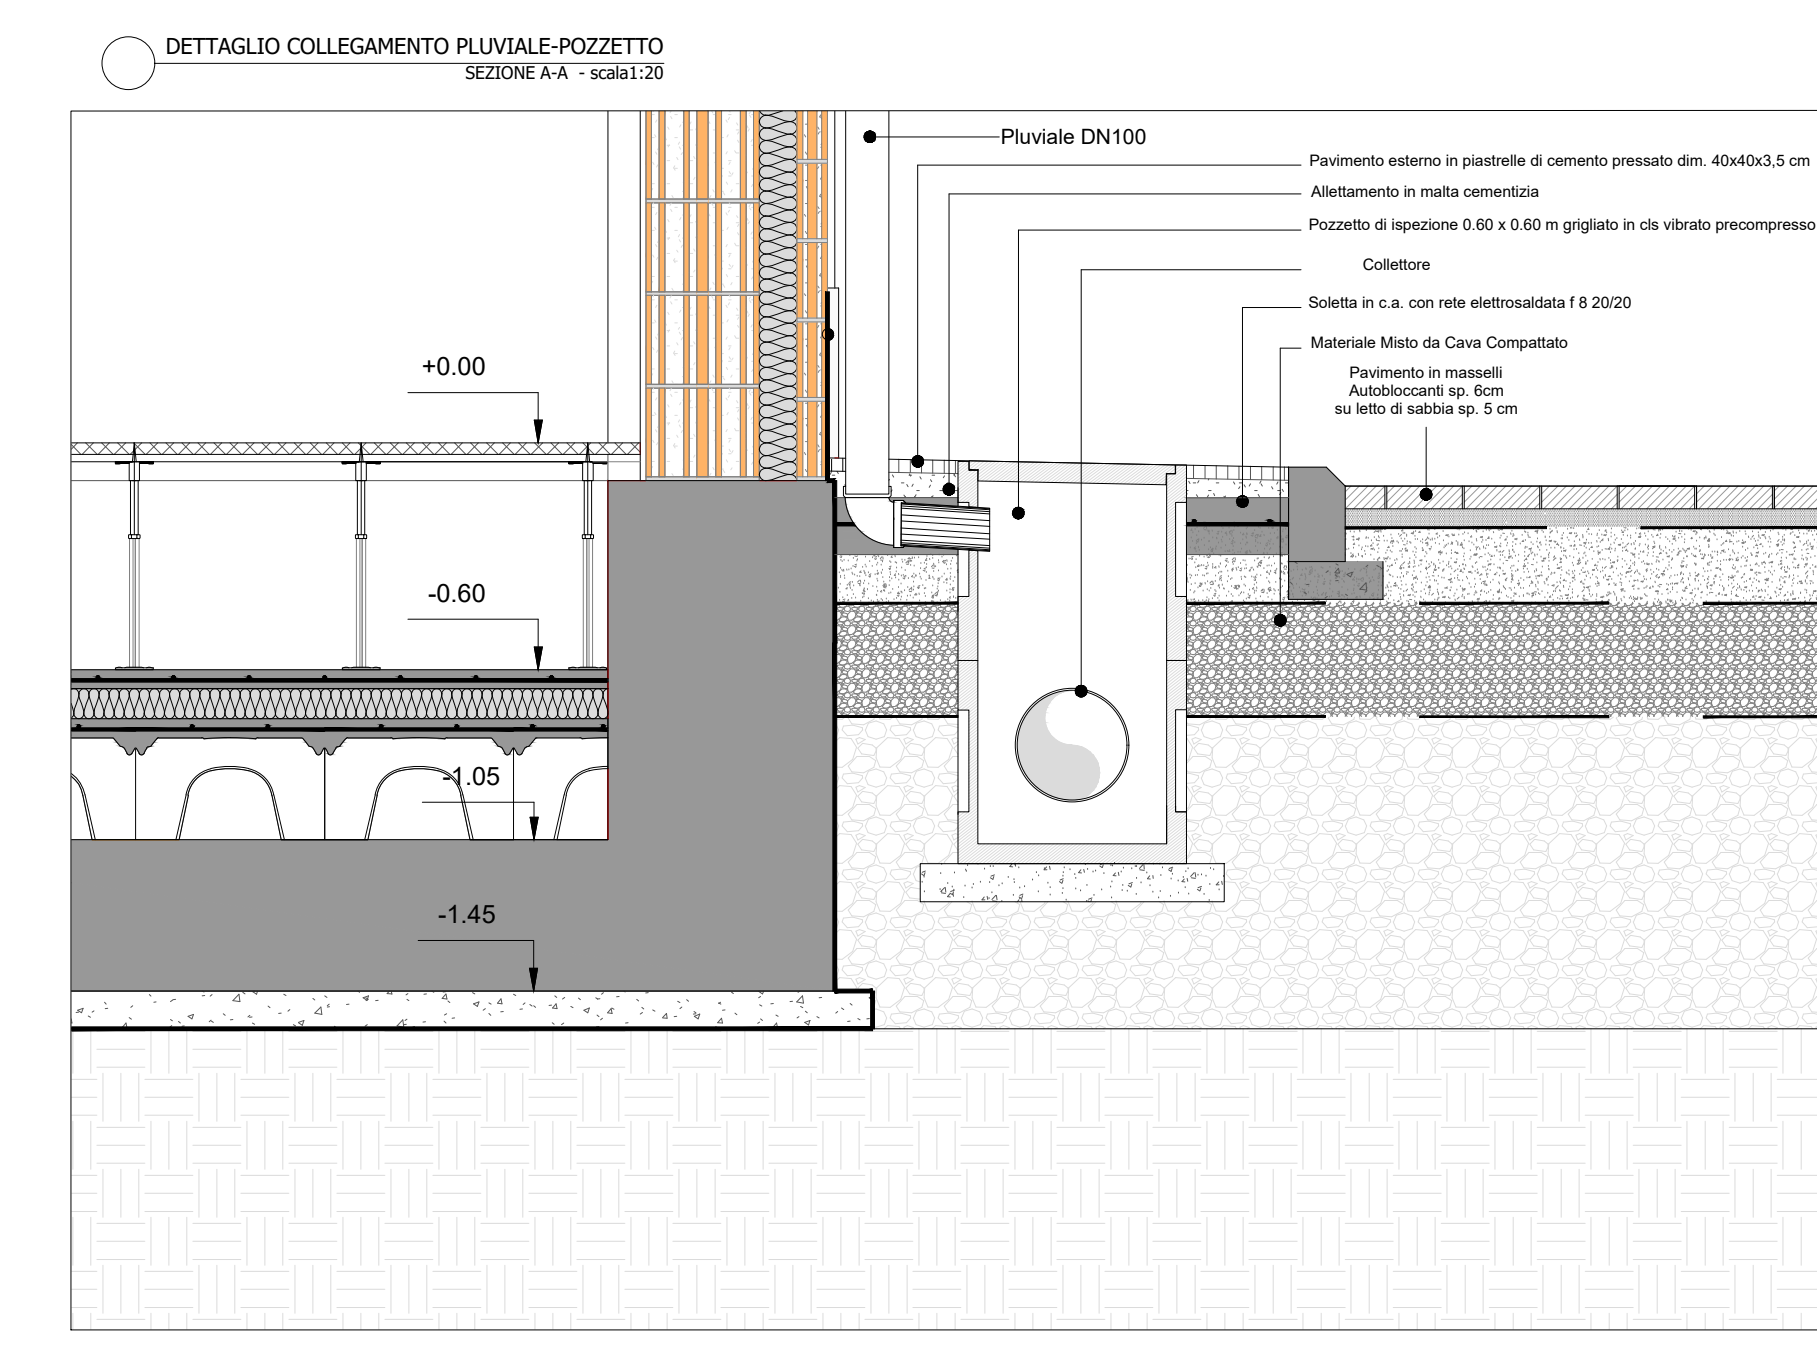 DETTAGLIO COLLEGAMENTO PLUVIALE-POZZETTO
SEZIONE A-A - scala1:20
Pluviale DN100
Pavimento esterno in piastrelle di cemento pressato dim. 40x40x3,5 cm
Allettamento in malta cementizia
Pozzetto di ispezione 0.60 x 0.60 m grigliato in cls vibrato precompresso
Collettore
Soletta in c.a. con rete elettrosaldata f 8 20/20
Materiale Misto da Cava Compattato
Pavimento in masselli
Autobloccanti sp. 6cm
su letto di sabbia sp. 5 cm
+0.00
-0.60
-1.05
-1.45